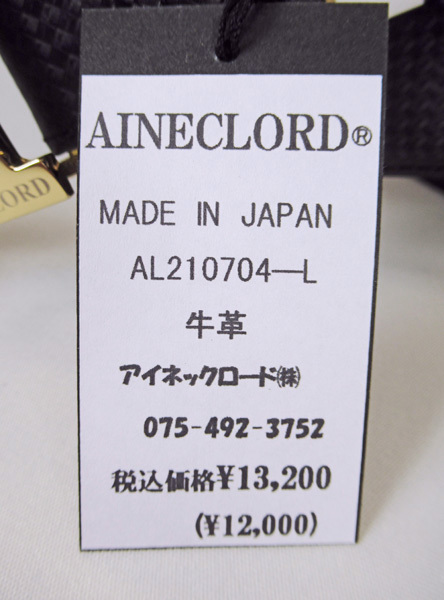 AINECLORD®
MADE IN JAPAN
AL210704—L
牛革
アイネックロード㈱
075-492-3752
税込価格¥13,200
(¥12,000)
LORD